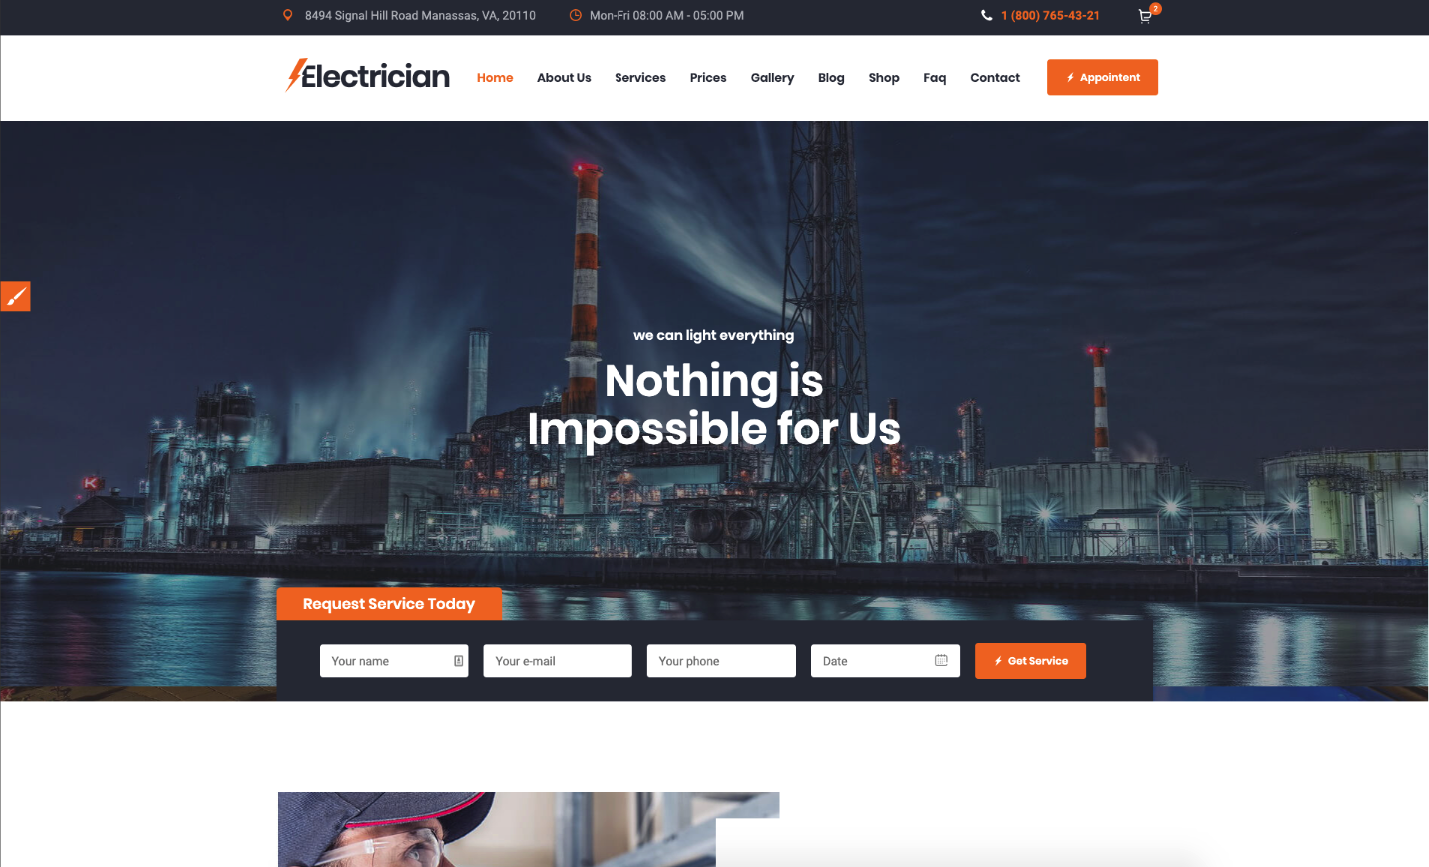 8494 Signal Hill Road Manassas, VA, 20110
Mon-Fri 08:00 AM - 05:00 PM
1 (800) 765-43-21
2
Electrician
Home
About Us
Services
Prices
Gallery
Blog
Shop
Faq
Contact
Appointent
we can light everything
Nothing is
Impossible for Us
K
Request Service Today
Your name
Your e-mail
Your phone
Date
Get Service